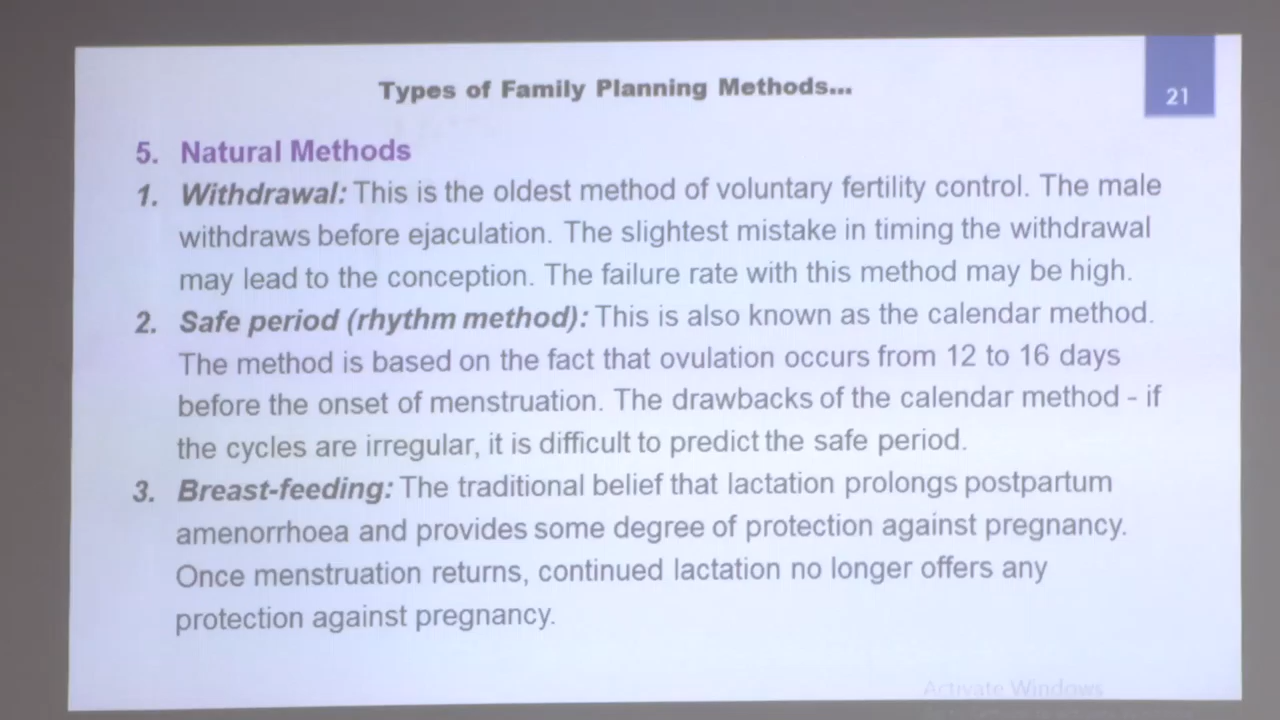 Types of Family Planning Methods...
21
5. Natural Methods
1. Withdrawal: This is the oldest method of voluntary fertility control. The male
withdraws before ejaculation. The slightest mistake in timing the withdrawal
may lead to the conception. The failure rate with this method may be high.
2. Safe period (rhythm method): This is also known as the calendar method.
The method is based on the fact that ovulation occurs from 12 to 16 days
before the onset of menstruation. The drawbacks of the calendar method - if
the cycles are irregular, it is difficult to predict the safe period.
3. Breast-feeding: The traditional belief that lactation prolongs postpartum
amenorrhoea and provides some degree of protection against pregnancy.
Once menstruation returns, continued lactation no longer offers any
protection against pregnancy.
Activate Windows